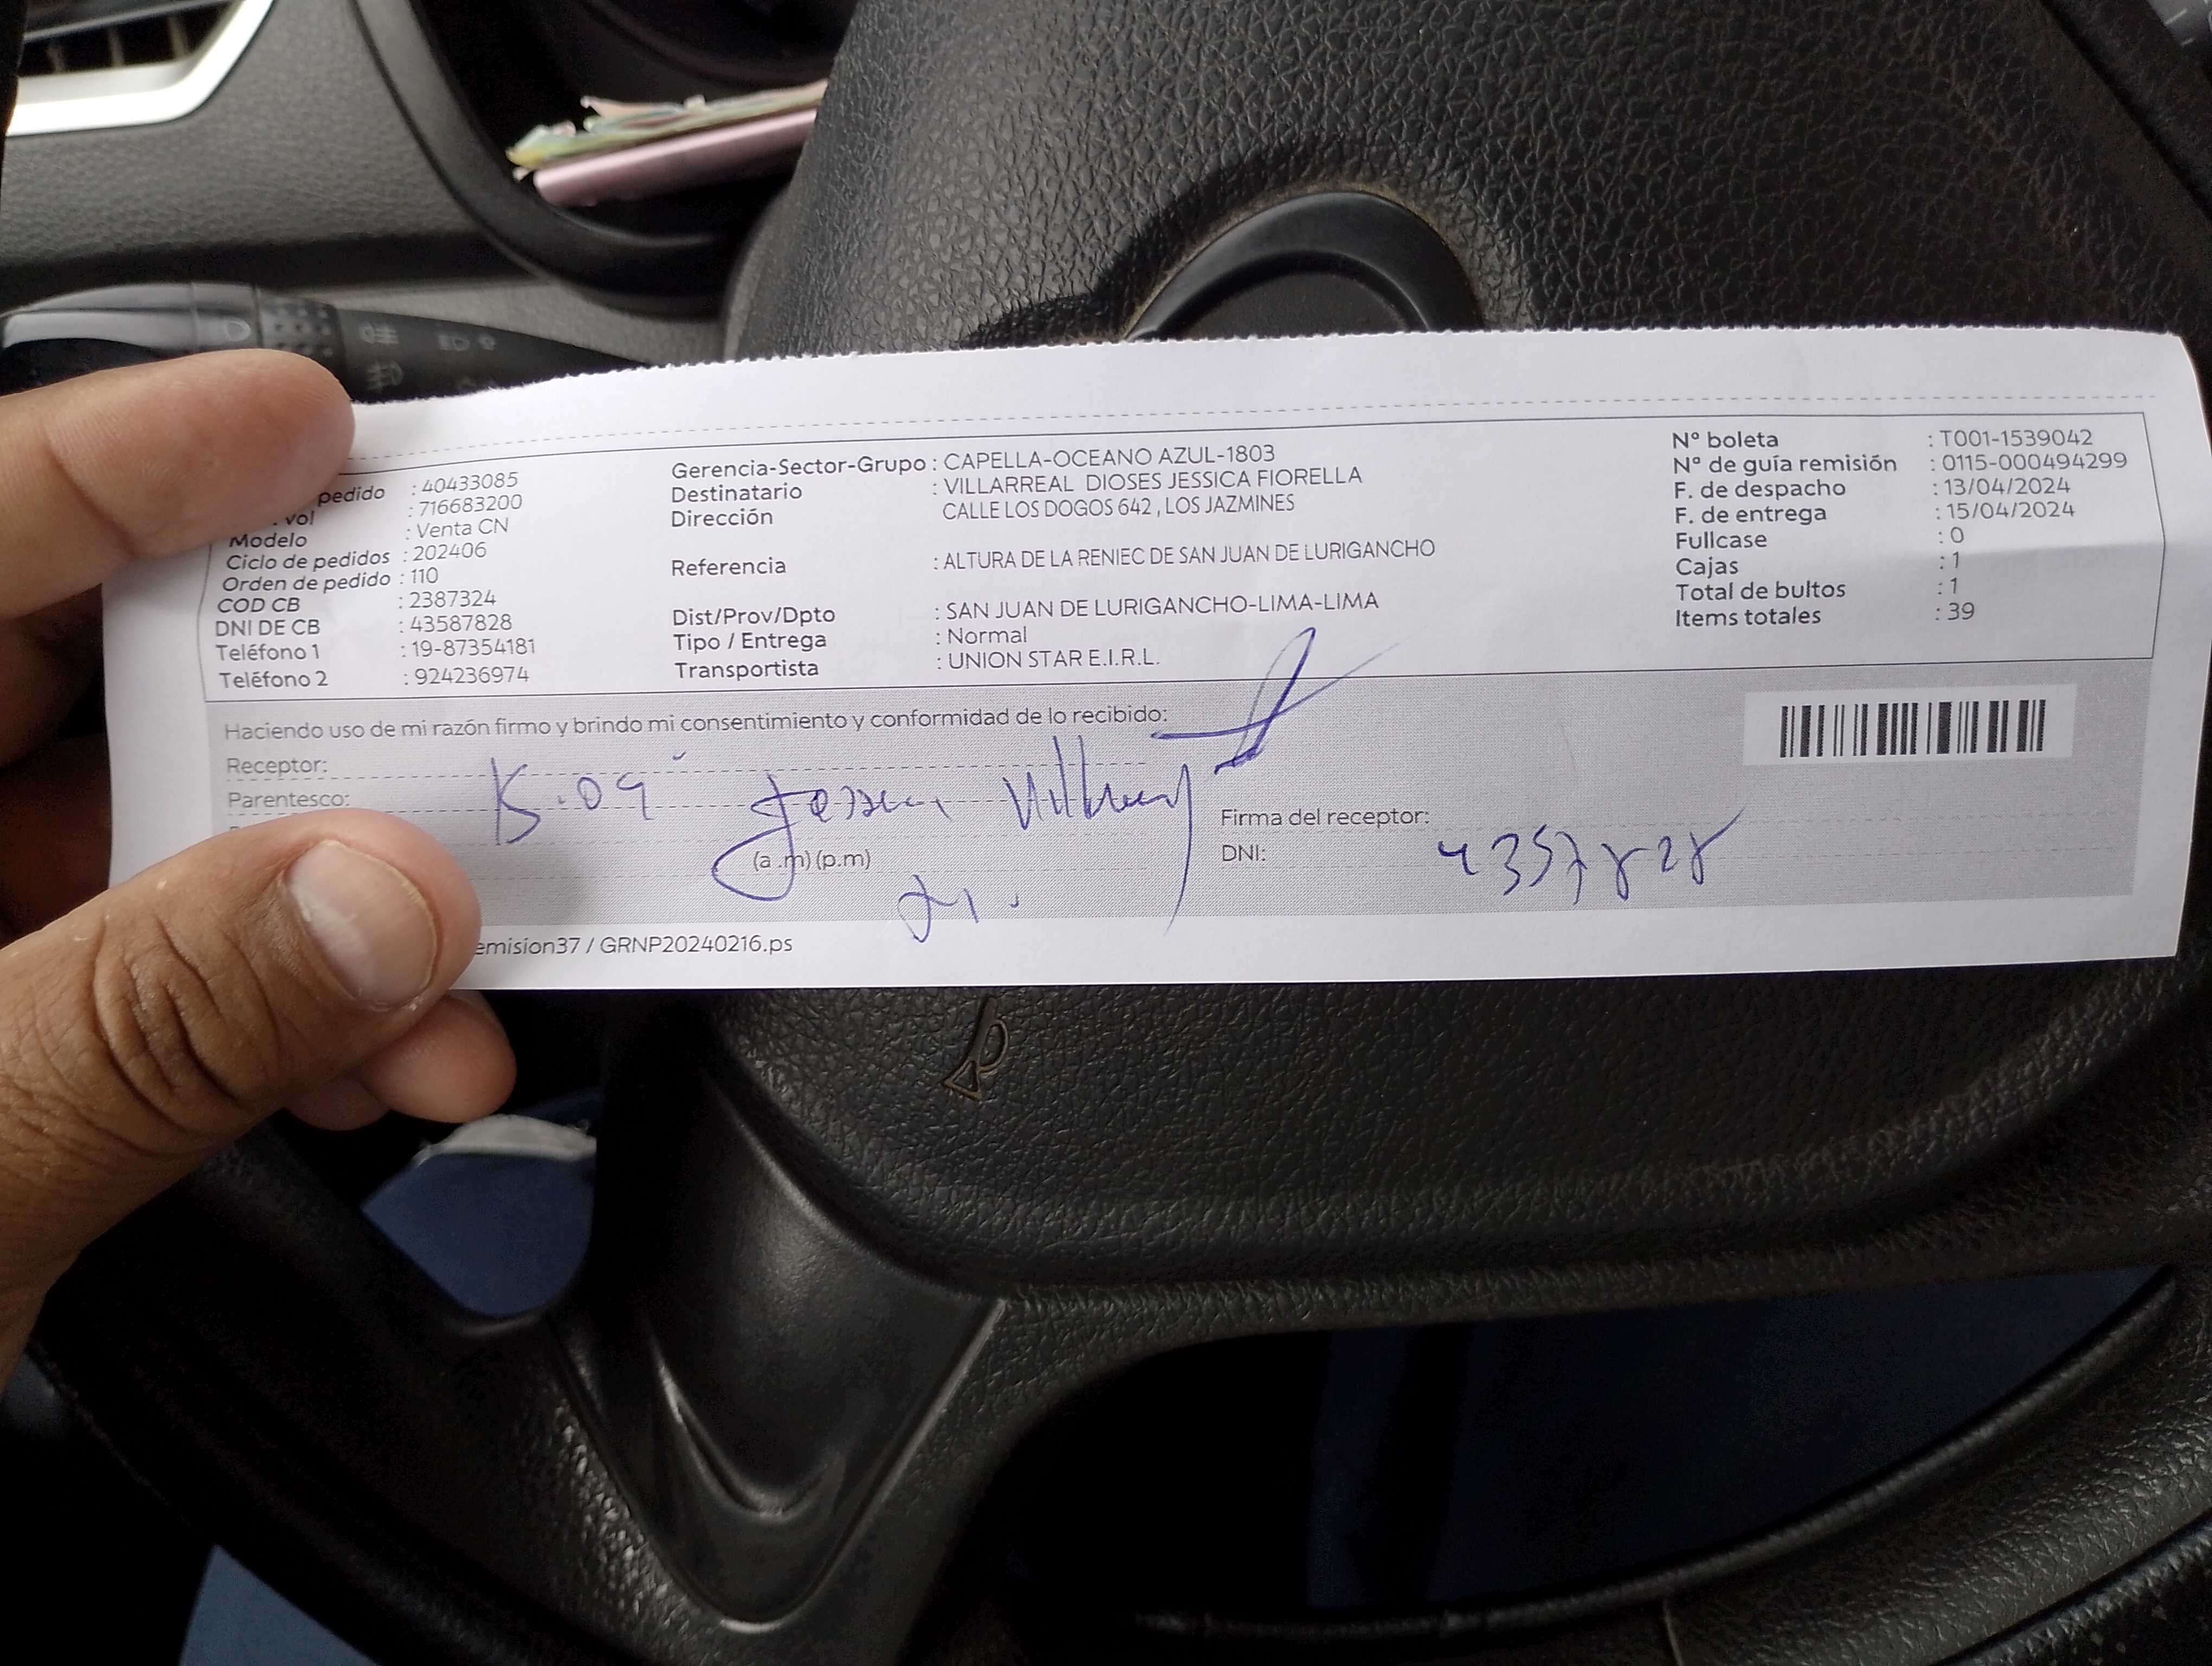 pedido : 40433085
vol : 716683200
Modelo : Venta CN
Ciclo de pedidos : 202406
Orden de pedido : 110
COD CB : 2387324
DNI DE CB : 43587828
Teléfono 1 : 19-87354181
Teléfono 2 : 924236974
Gerencia-Sector-Grupo : CAPELLA-OCEANO AZUL-1803
Destinatario : VILLARREAL DIOSES JESSICA FIORELLA
Dirección CALLE LOS DOGOS 642 , LOS JAZMINES
Referencia : ALTURA DE LA RENIEC DE SAN JUAN DE LURIGANCHO
Dist/Prov/Dpto : SAN JUAN DE LURIGANCHO-LIMA-LIMA
Tipo / Entrega : Normal
Transportista : UNION STAR E.I.R.L.
N° boleta : T001-1539042
N° de guía remisión : 0115-000494299
F. de despacho : 13/04/2024
F. de entrega : 15/04/2024
Fullcase : 0
Cajas : 1
Total de bultos : 1
Items totales : 39
Haciendo uso de mi razón firmo y brindo mi consentimiento y conformidad de lo recibido:
Receptor:
Parentesco:
(a .m) (p.m)
Firma del receptor:
DNI: 43587828
emision37 / GRNP20240216.ps